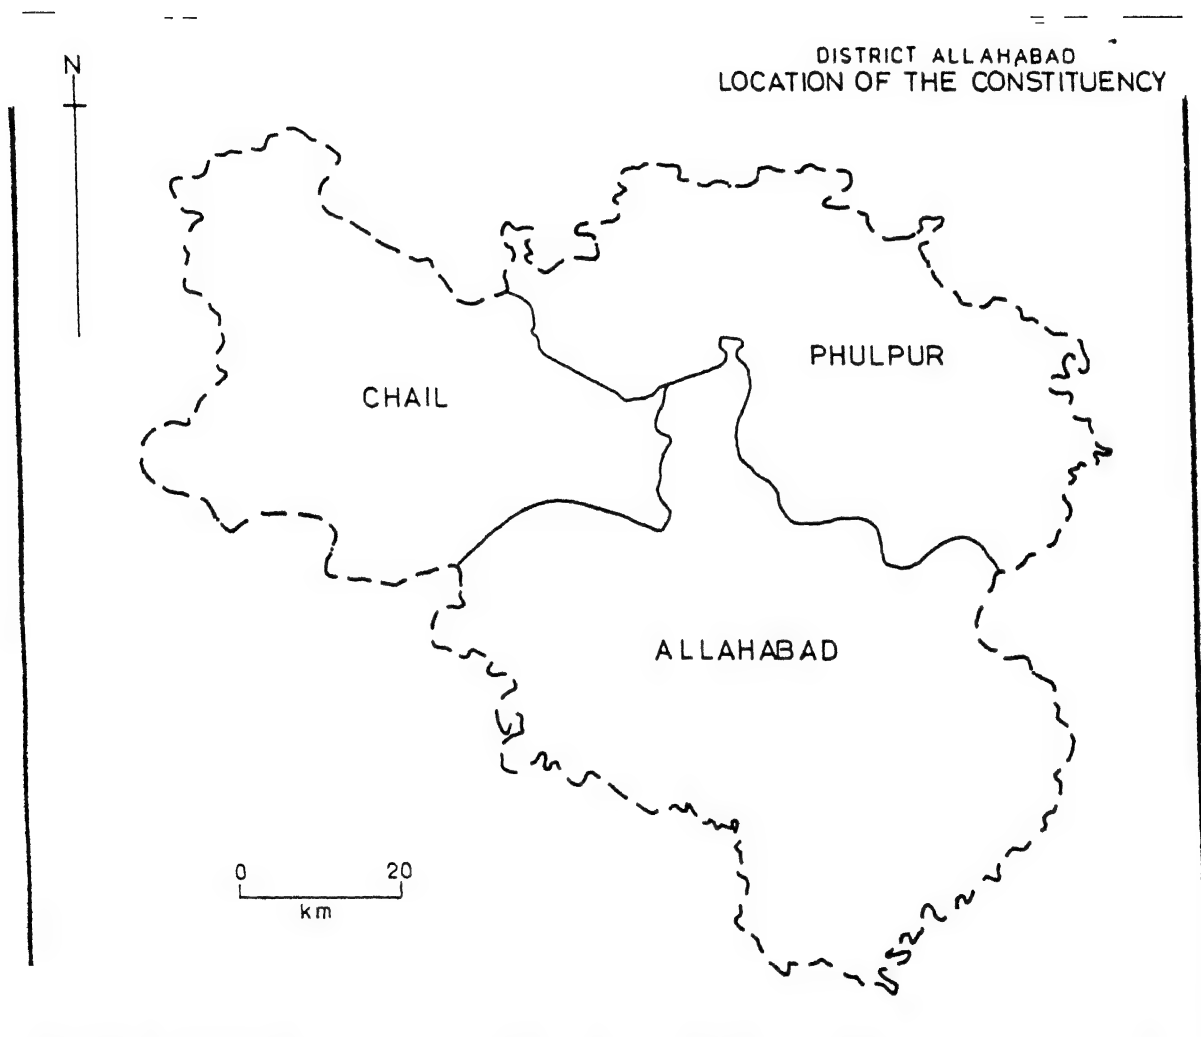 N
DISTRICT ALLAHABAD
LOCATION OF THE CONSTITUENCY
PHULPUR
CHAIL
ALLAHABAD
0 20
km